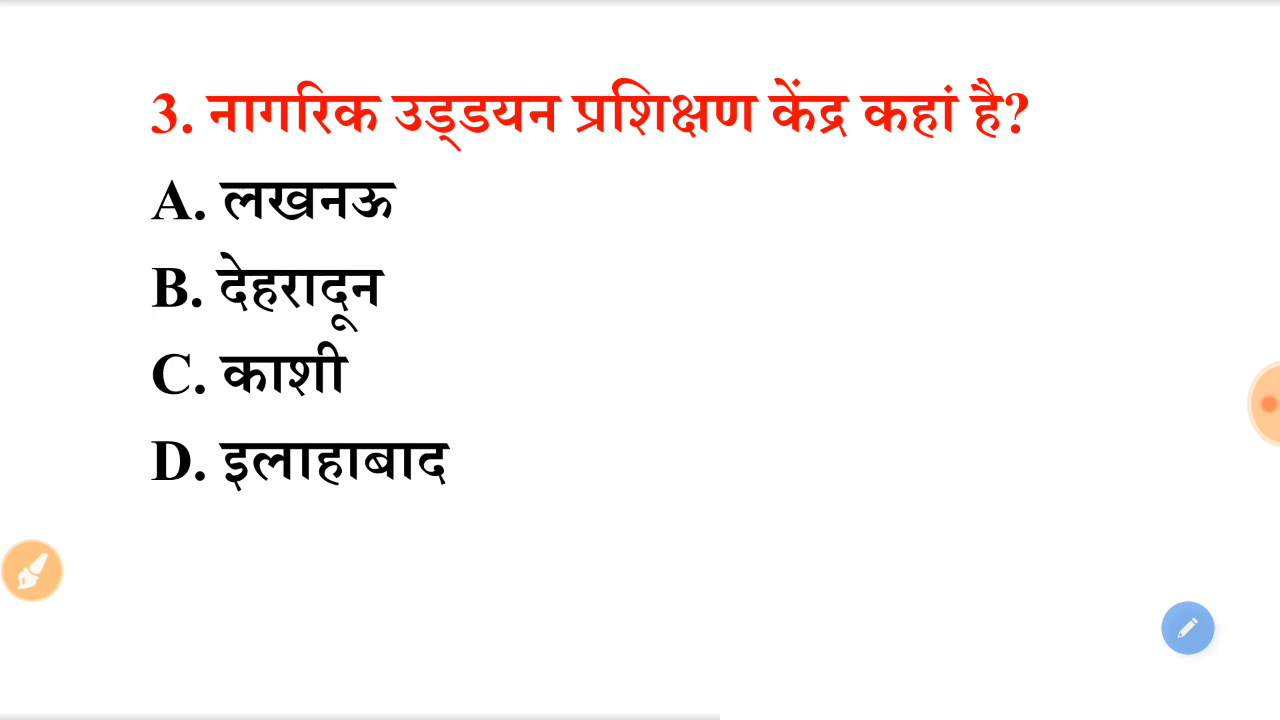 3. नागरिक उड्डयन प्रशिक्षण केंद्र कहां है?
A. लखनऊ
B. देहरादून
C. काशी
D. इलाहाबाद